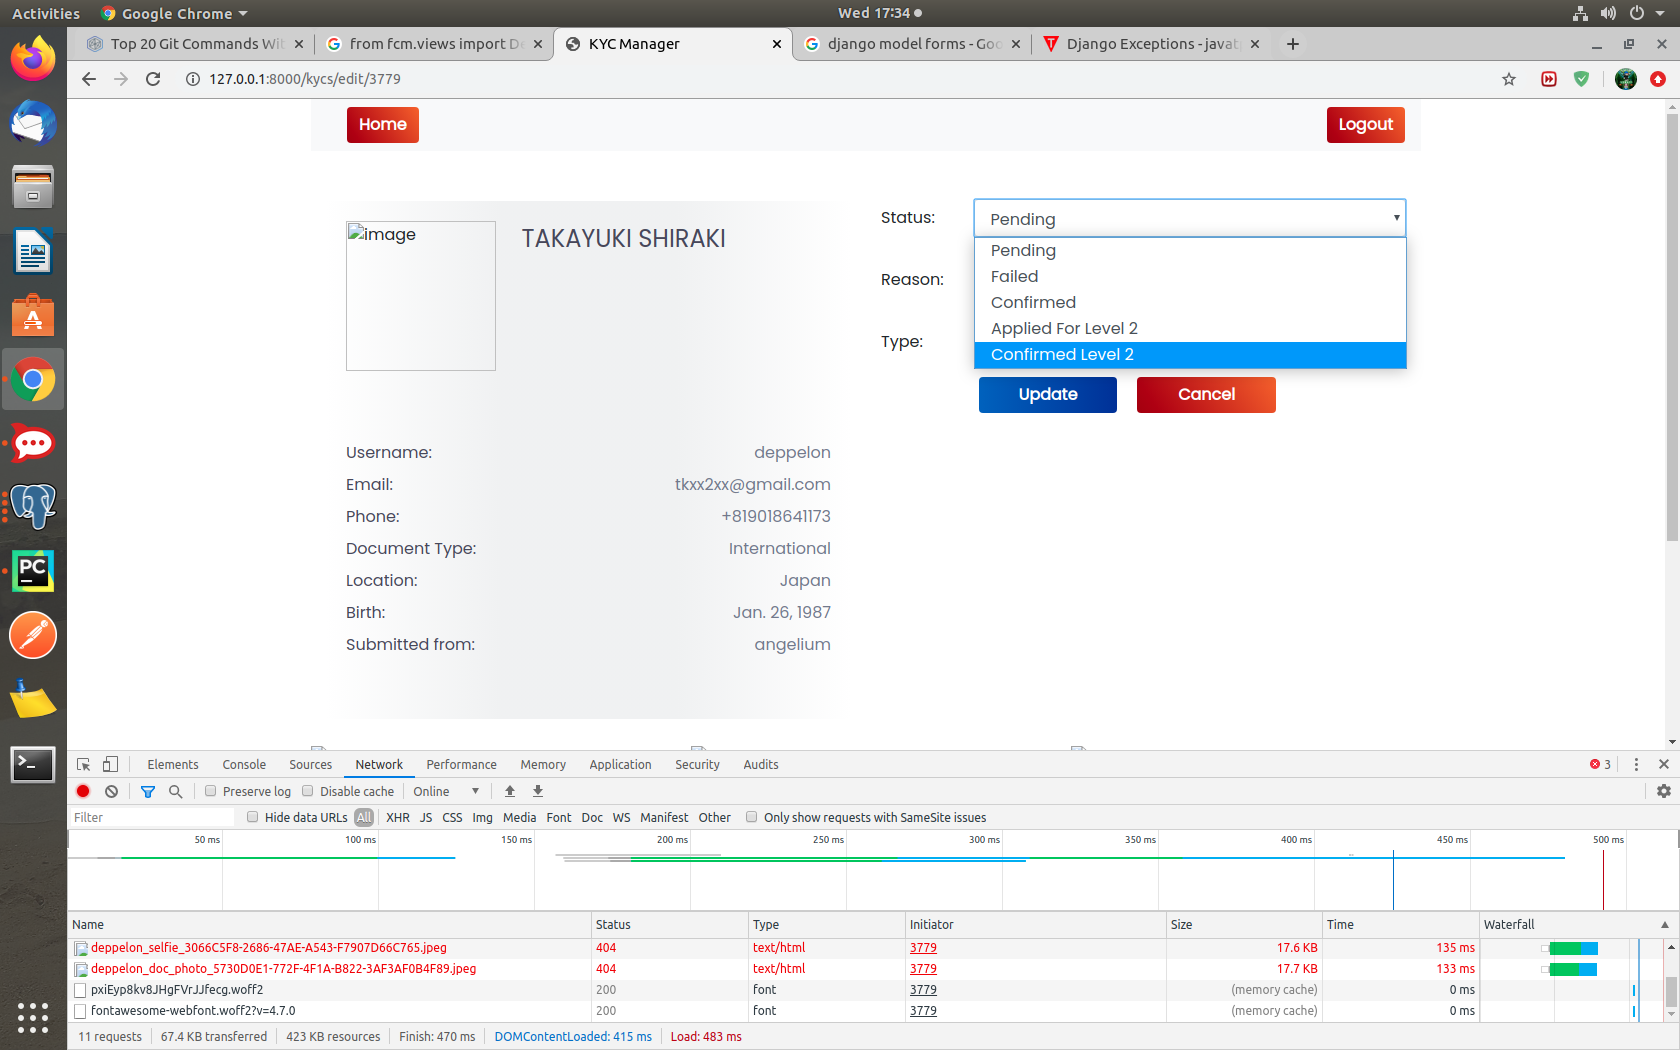 Activities Google Chrome Wed 17:34
Top 20 Git Commands Wit from fcm.views import De KYC Manager django model forms - Goo Django Exceptions - javat
127.0.0.1:8000/kycs/edit/3779
Home Logout
image
TAKAYUKI SHIRAKI
Status: Pending
Pending
Failed
Reason:
Confirmed
Applied For Level 2
Type:
Confirmed Level 2
Update Cancel
Username: deppelon
Email: tkxx2xx@gmail.com
Phone: +819018641173
Document Type: International
Location: Japan
Birth: Jan. 26, 1987
Submitted from: angelium
Elements Console Sources Network Performance Memory Application Security Audits 3
Preserve log Disable cache Online
Filter Hide data URLs All XHR JS CSS Img Media Font Doc WS Manifest Other Only show requests with SameSite issues
50 ms 100 ms 150 ms 200 ms 250 ms 300 ms 350 ms 400 ms 450 ms 500 ms
Name Status Type Initiator Size Time Waterfall
deppelon_selfie_3066C5F8-2686-47AE-A543-F7907D66C765.jpeg 404 text/html 3779 17.6 KB 135 ms
deppelon_doc_photo_5730D0E1-772F-4F1A-B822-3AF3AF0B4F89.jpeg 404 text/html 3779 17.7 KB 133 ms
pxiEyp8kv8JHgFVrJJfecg.woff2 200 font 3779 (memory cache) 0 ms
fontawesome-webfont.woff2?v=4.7.0 200 font 3779 (memory cache) 0 ms
11 requests 67.4 KB transferred 423 KB resources Finish: 470 ms DOMContentLoaded: 415 ms Load: 483 ms